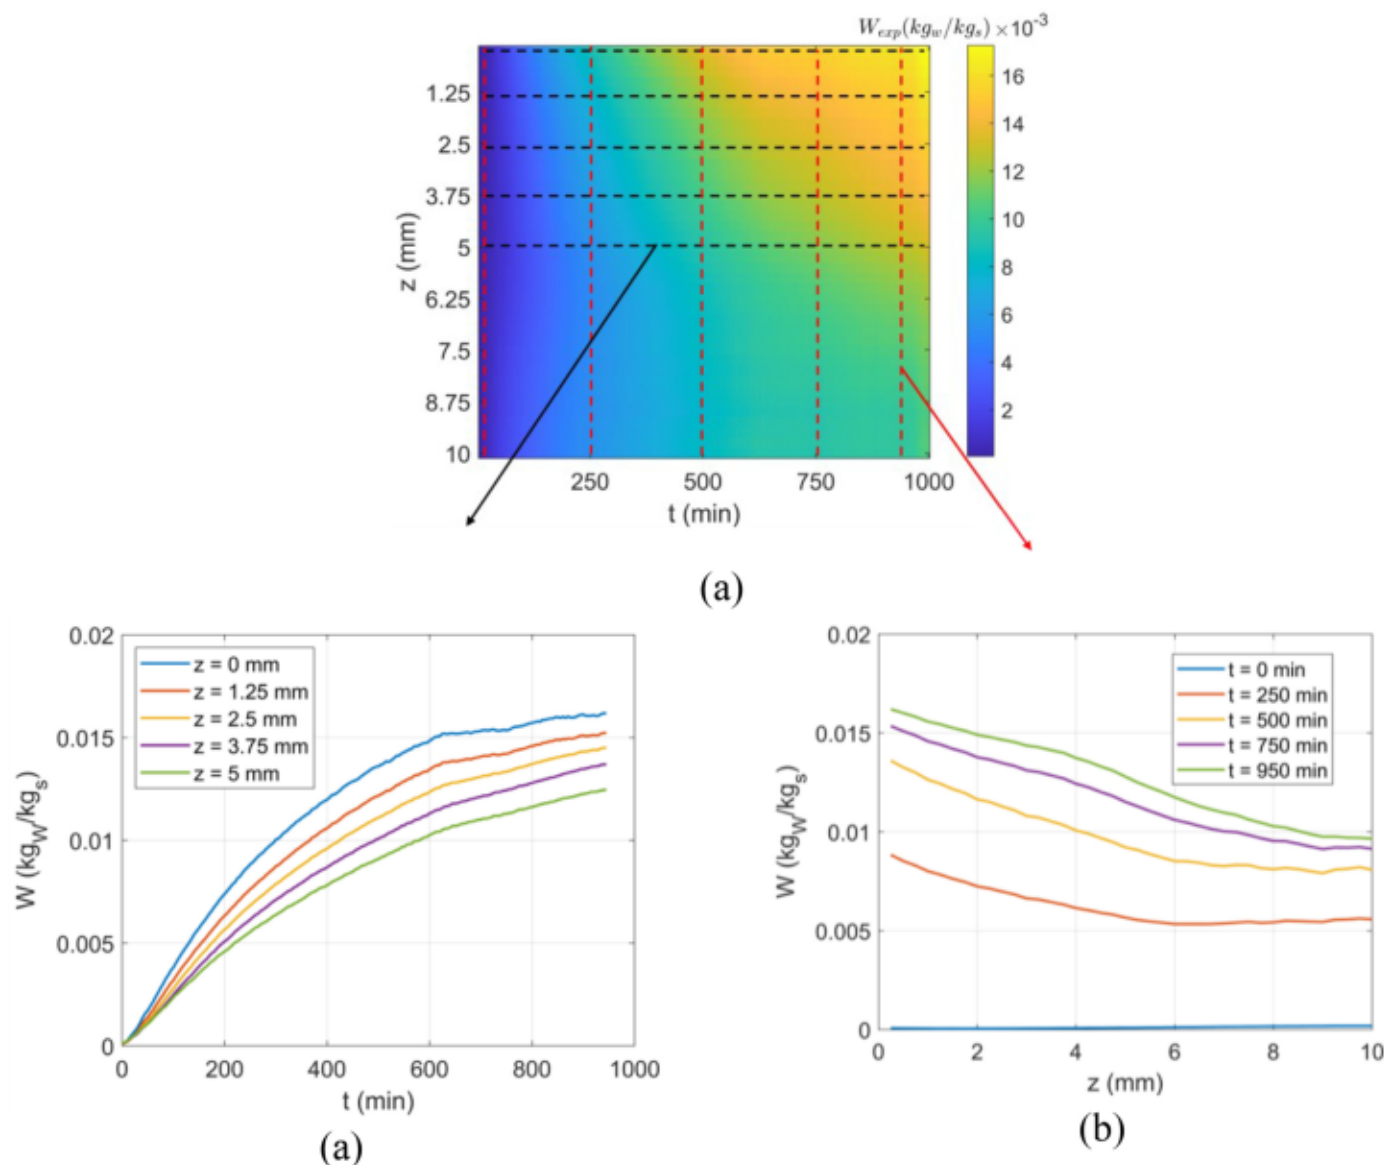 W_exp(kg_w/kg_s) ×10^-3
1.25
2.5
3.75
5
6.25
7.5
8.75
10
z (mm)
250 500 750 1000
t (min)
16
14
12
10
8
6
4
2
(a)
0.02
0.015
0.01
0.005
0
W (kg_W/kg_s)
z = 0 mm
z = 1.25 mm
z = 2.5 mm
z = 3.75 mm
z = 5 mm
0 200 400 600 800 1000
t (min)
(a)
0.02
0.015
0.01
0.005
0
W (kg_W/kg_s)
t = 0 min
t = 250 min
t = 500 min
t = 750 min
t = 950 min
0 2 4 6 8 10
z (mm)
(b)